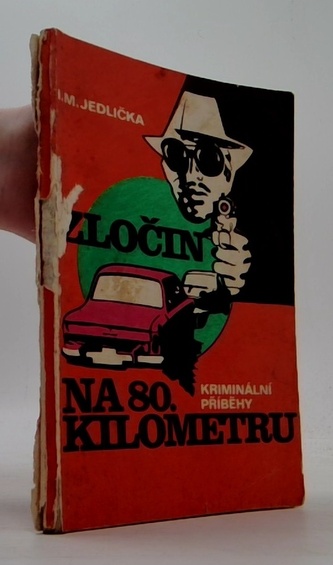 I.M. JEDLIČKA
ZLOČIN
KRIMINÁLNÍ
PŘÍBĚHY
NA 80.
KILOMETRU